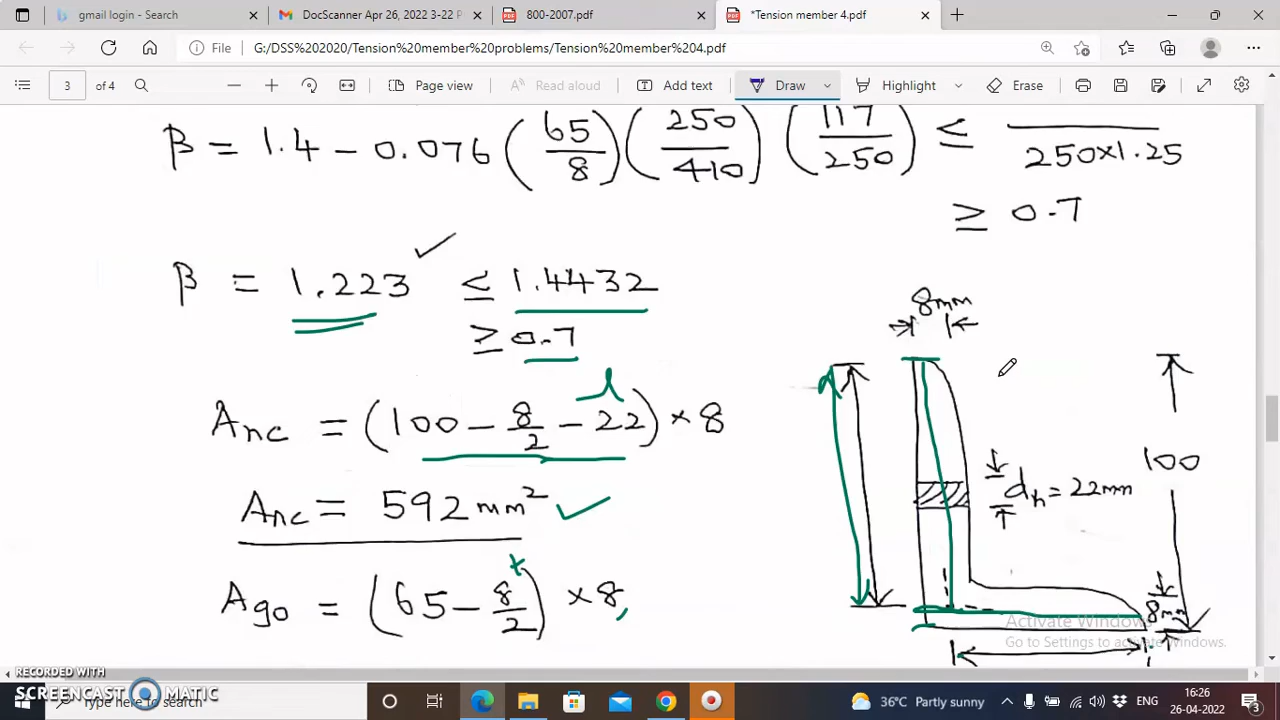 gmail login - Search
DocScanner Apr 26, 2022 3-22 P
800-2007.pdf
*Tension member 4.pdf
File
G:/DSS%202020/Tension%20member%20problems/Tension%20member%204.pdf
3 of 4
Page view
Read aloud
Add text
Draw
Highlight
Erase
β = 1.4 - 0.076 (65/8) (250/410) (117/250) ≤ 250×1.25
≥ 0.7
β = 1.223 ✓ ≤ 1.4432
≥ 0.7
8mm
Anc = (100 - 8/2 - 22) × 8
100
dh = 22mm
Anc = 592 mm² ✓
t
Ago = (65 - 8/2) × 8,
8mm
Activate Windows
Go to Settings to activate Windows.
RECORDED WITH
SCREENCAST MATIC
Type here to search
36°C Partly sunny
ENG
16:26
26-04-2022
3